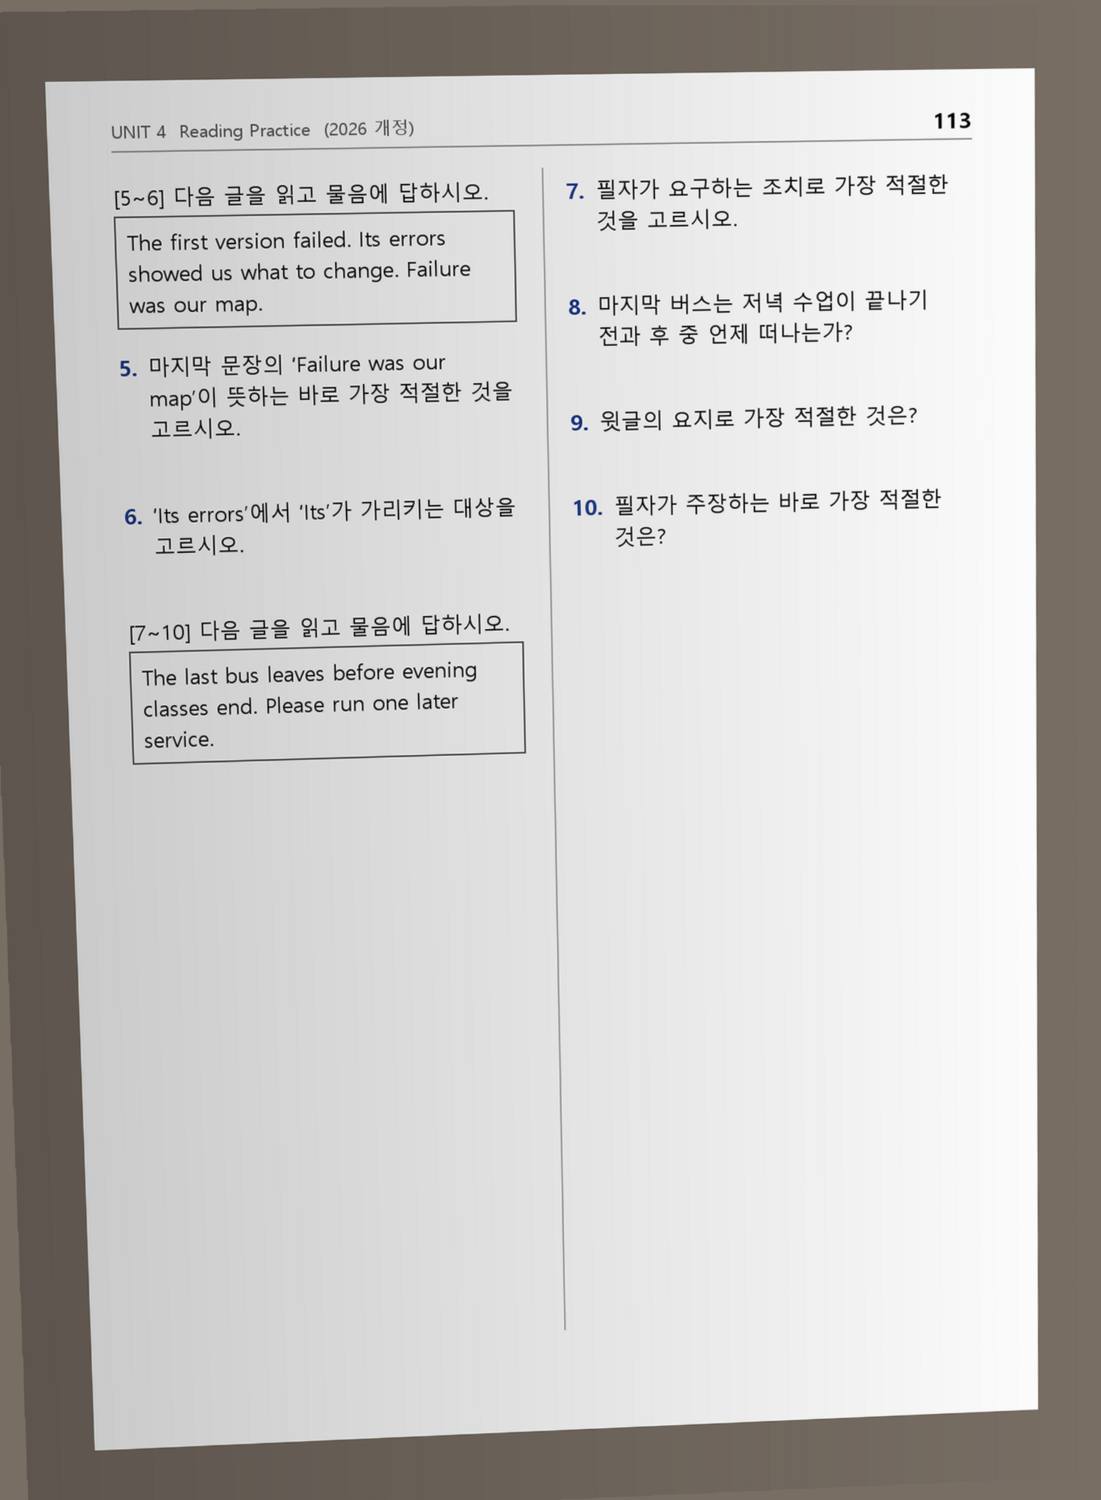 UNIT 4 Reading Practice (2026 개정)
113
[5~6] 다음 글을 읽고 물음에 답하시오.
The first version failed. Its errors
showed us what to change. Failure
was our map.
5. 마지막 문장의 ‘Failure was our
map’이 뜻하는 바로 가장 적절한 것을
고르시오.
6. ‘Its errors’에서 ‘Its’가 가리키는 대상을
고르시오.
[7~10] 다음 글을 읽고 물음에 답하시오.
The last bus leaves before evening
classes end. Please run one later
service.
7. 필자가 요구하는 조치로 가장 적절한
것을 고르시오.
8. 마지막 버스는 저녁 수업이 끝나기
전과 후 중 언제 떠나는가?
9. 윗글의 요지로 가장 적절한 것은?
10. 필자가 주장하는 바로 가장 적절한
것은?